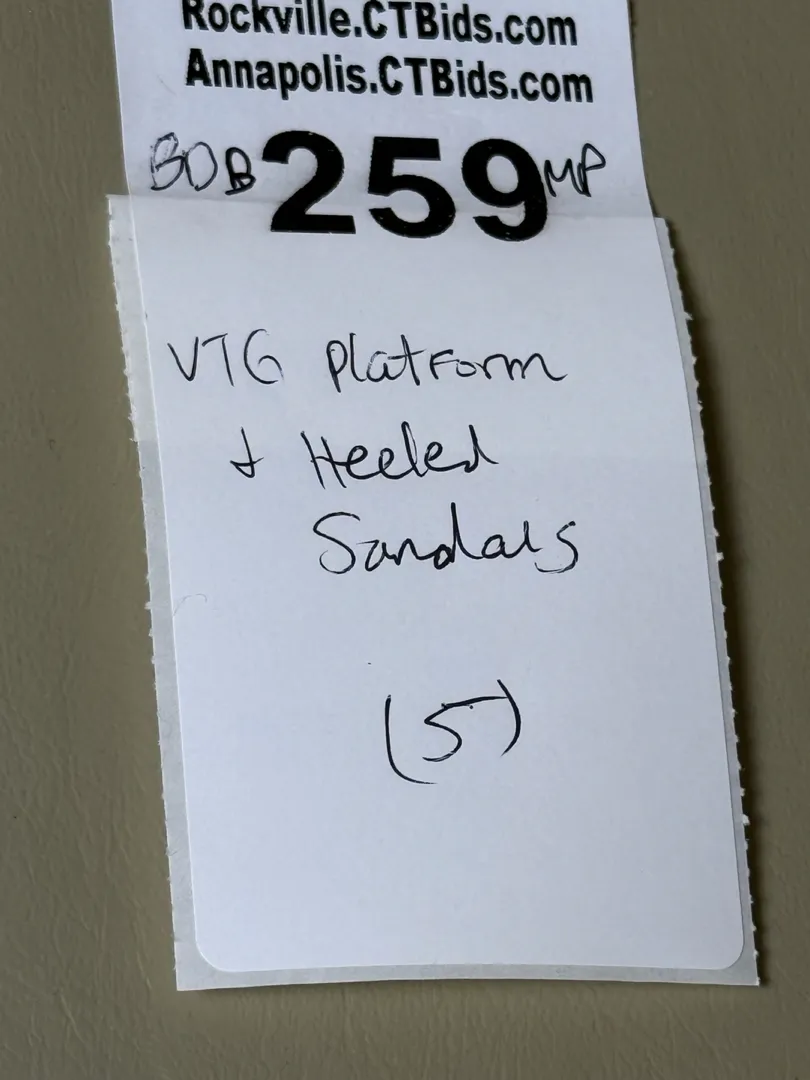 Rockville.CTBids.com
Annapolis.CTBids.com
BOB 259 MP
VTG Platform
+ Heeled
Sandals
(5)